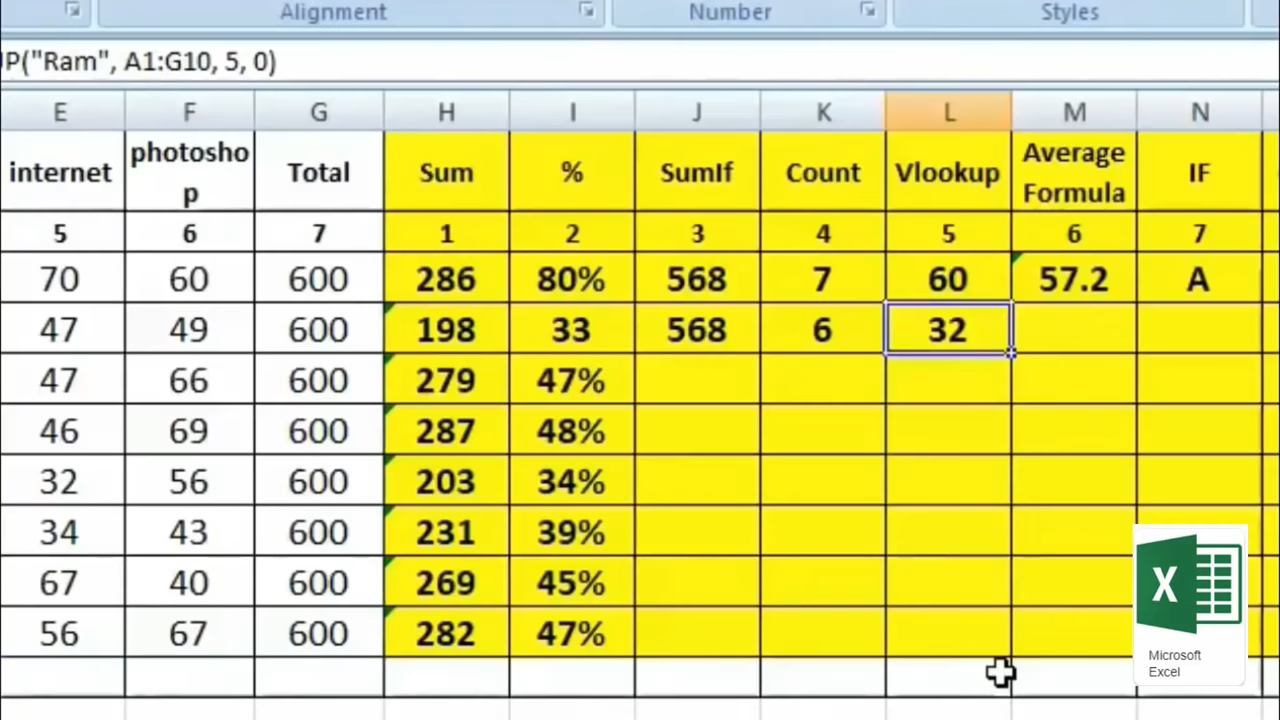 Alignment Number Styles
UP("Ram", A1:G10, 5, 0)
E F G H I J K L M N
internet photoshop Total Sum % SumIf Count Vlookup Average Formula IF
5 6 7 1 2 3 4 5 6 7
70 60 600 286 80% 568 7 60 57.2 A
47 49 600 198 33 568 6 32
47 66 600 279 47%
46 69 600 287 48%
32 56 600 203 34%
34 43 600 231 39%
67 40 600 269 45%
56 67 600 282 47%
X
Microsoft
Excel